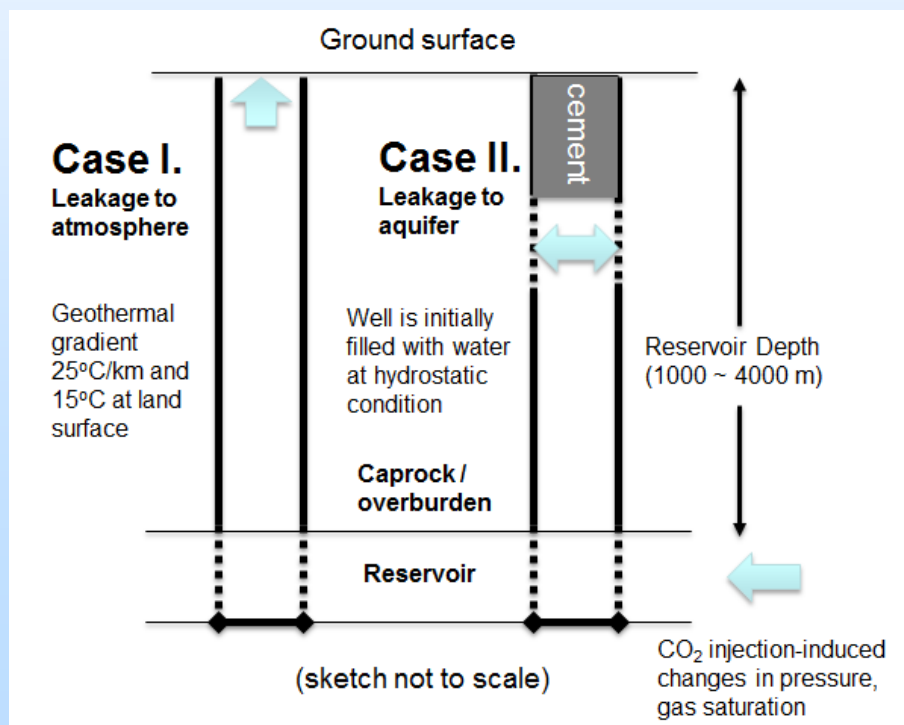 Ground surface
cement
Case I.
Leakage to
atmosphere
Case II.
Leakage to
aquifer
Geothermal
gradient
25°C/km and
15°C at land
surface
Well is initially
filled with water
at hydrostatic
condition
Reservoir Depth
(1000 ~ 4000 m)
Caprock /
overburden
Reservoir
CO₂ injection-induced
changes in pressure,
gas saturation
(sketch not to scale)